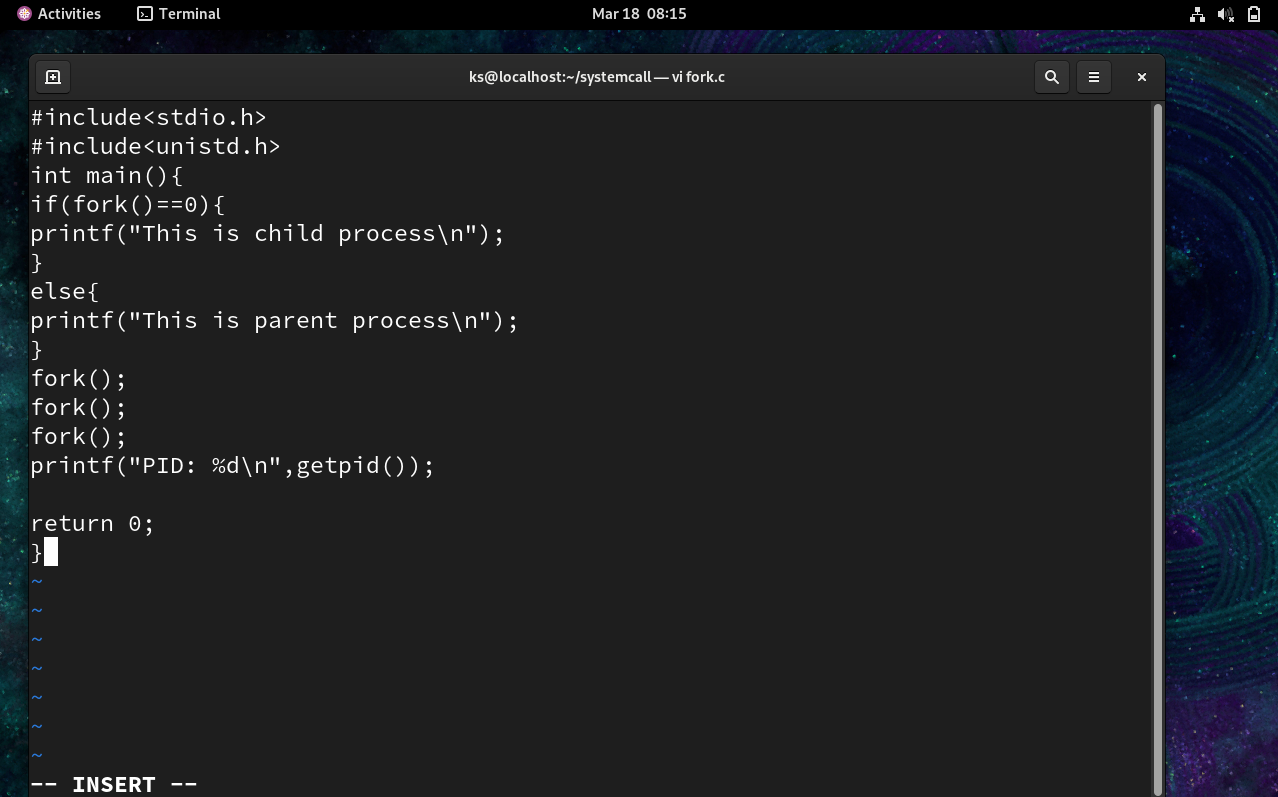 Activities Terminal Mar 18 08:15
ks@localhost:~/systemcall — vi fork.c
#include<stdio.h>
#include<unistd.h>
int main(){
if(fork()==0){
printf("This is child process\n");
}
else{
printf("This is parent process\n");
}
fork();
fork();
fork();
printf("PID: %d\n",getpid());
return 0;
}
~
~
~
~
~
~
~
-- INSERT --